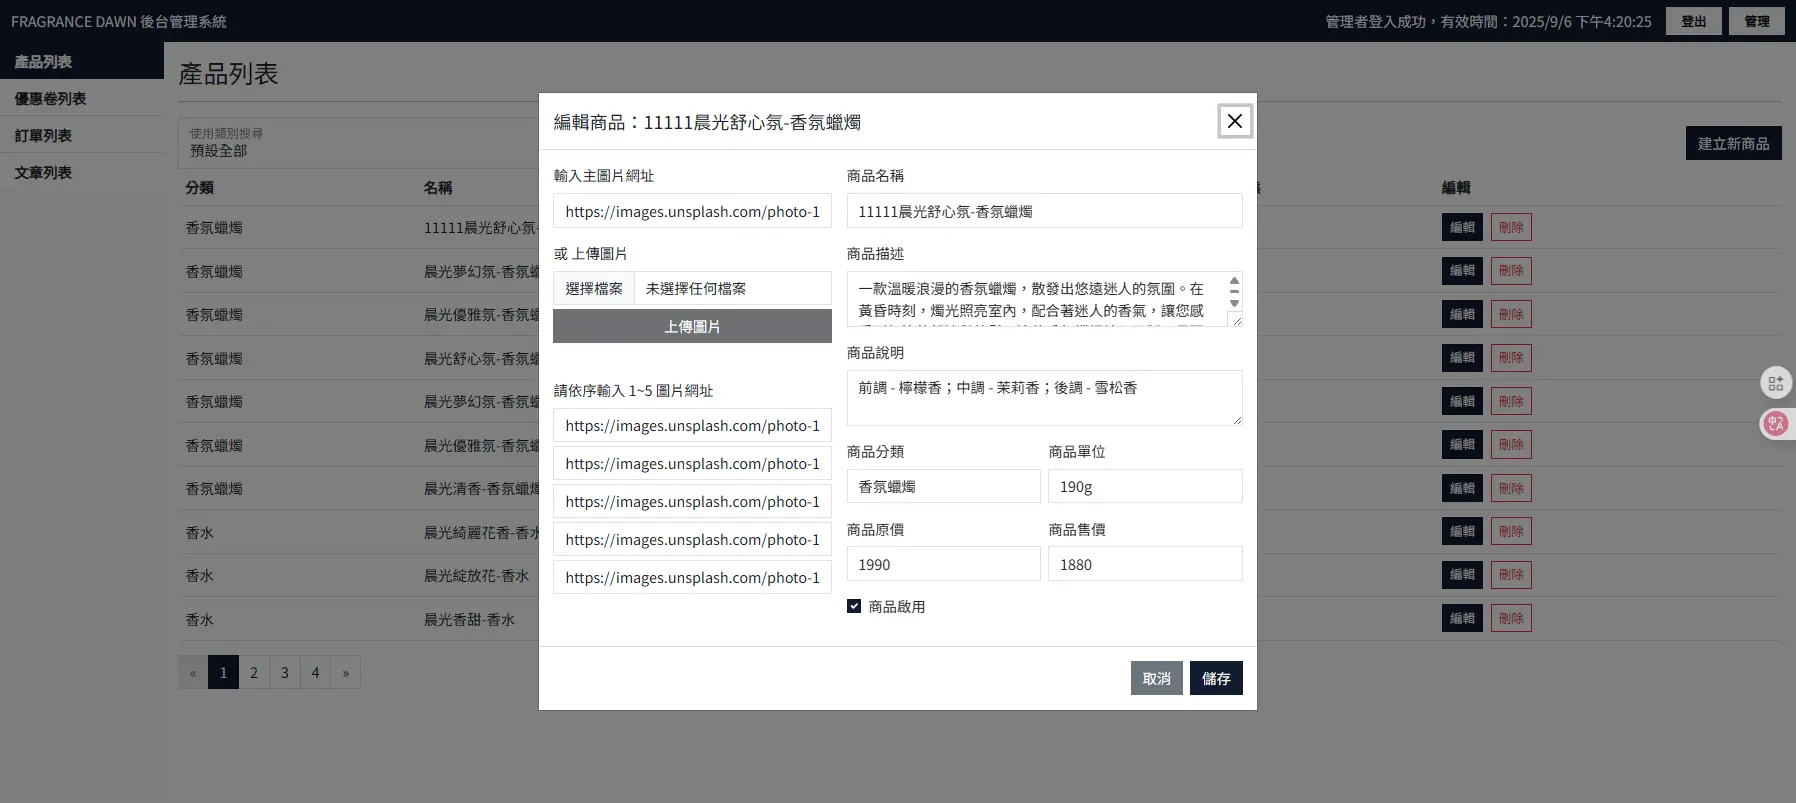 FRAGRANCE DAWN 後台管理系統
管理者登入成功，有效時間：2025/9/6 下午4:20:25
登出
管理
產品列表
優惠卷列表
訂單列表
文章列表
產品列表
使用類別搜尋
預設全部
建立新商品
分類
名稱
編輯
香氛蠟燭
11111晨光舒心氛-
編輯
刪除
香氛蠟燭
晨光夢幻氛-香氛蠟
編輯
刪除
香氛蠟燭
晨光優雅氛-香氛蠟
編輯
刪除
香氛蠟燭
晨光舒心氛-香氛蠟
編輯
刪除
香氛蠟燭
晨光夢幻氛-香氛蠟
編輯
刪除
香氛蠟燭
晨光優雅氛-香氛蠟
編輯
刪除
香氛蠟燭
晨光清香-香氛蠟燭
編輯
刪除
香水
晨光綺麗花香-香水
編輯
刪除
香水
晨光綻放花-香水
編輯
刪除
香水
晨光香甜-香水
編輯
刪除
« 1 2 3 4 »
編輯商品：11111晨光舒心氛-香氛蠟燭
輸入主圖片網址
https://images.unsplash.com/photo-1
或 上傳圖片
選擇檔案 未選擇任何檔案
上傳圖片
請依序輸入 1~5 圖片網址
https://images.unsplash.com/photo-1
https://images.unsplash.com/photo-1
https://images.unsplash.com/photo-1
https://images.unsplash.com/photo-1
https://images.unsplash.com/photo-1
商品名稱
11111晨光舒心氛-香氛蠟燭
商品描述
一款溫暖浪漫的香氛蠟燭，散發出悠遠迷人的氛圍。在
黃昏時刻，燭光照亮室內，配合著迷人的香氣，讓您感
商品說明
前調 - 檸檬香；中調 - 茉莉香；後調 - 雪松香
商品分類
香氛蠟燭
商品單位
190g
商品原價
1990
商品售價
1880
商品啟用
取消
儲存